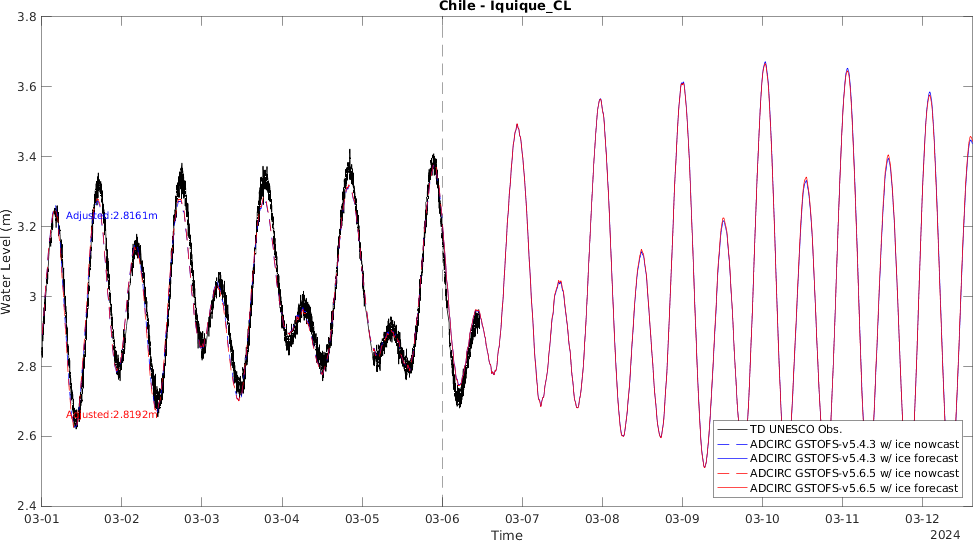 Chile - Iquique_CL
3.8
3.6
3.4
3.2
3
2.8
2.6
2.4
Water Level (m)
Adjusted:2.8161m
Adjusted:2.8192m
TD UNESCO Obs.
ADCIRC GSTOFS-v5.4.3 w/ ice nowcast
ADCIRC GSTOFS-v5.4.3 w/ ice forecast
ADCIRC GSTOFS-v5.6.5 w/ ice nowcast
ADCIRC GSTOFS-v5.6.5 w/ ice forecast
03-01 03-02 03-03 03-04 03-05 03-06 03-07 03-08 03-09 03-10 03-11 03-12
Time
2024